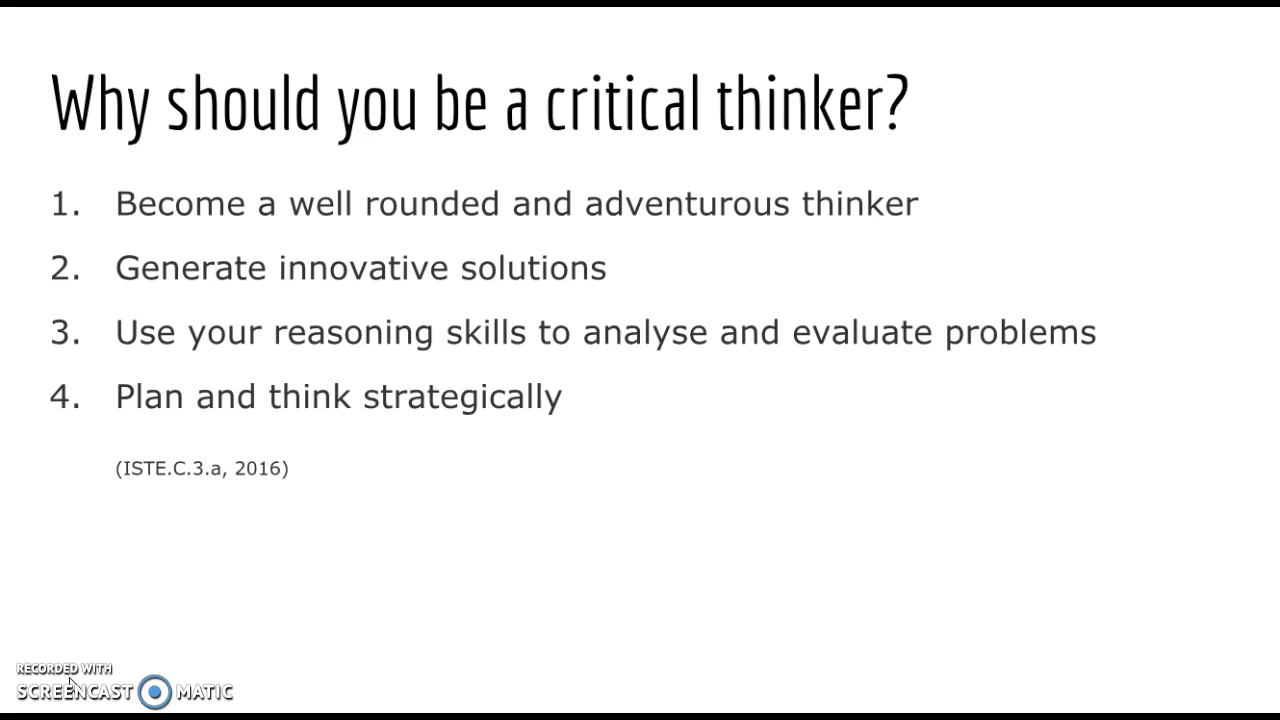 Why should you be a critical thinker?
1. Become a well rounded and adventurous thinker
2. Generate innovative solutions
3. Use your reasoning skills to analyse and evaluate problems
4. Plan and think strategically
(ISTE.C.3.a, 2016)
RECORDED WITH
SCREENCAST MATIC